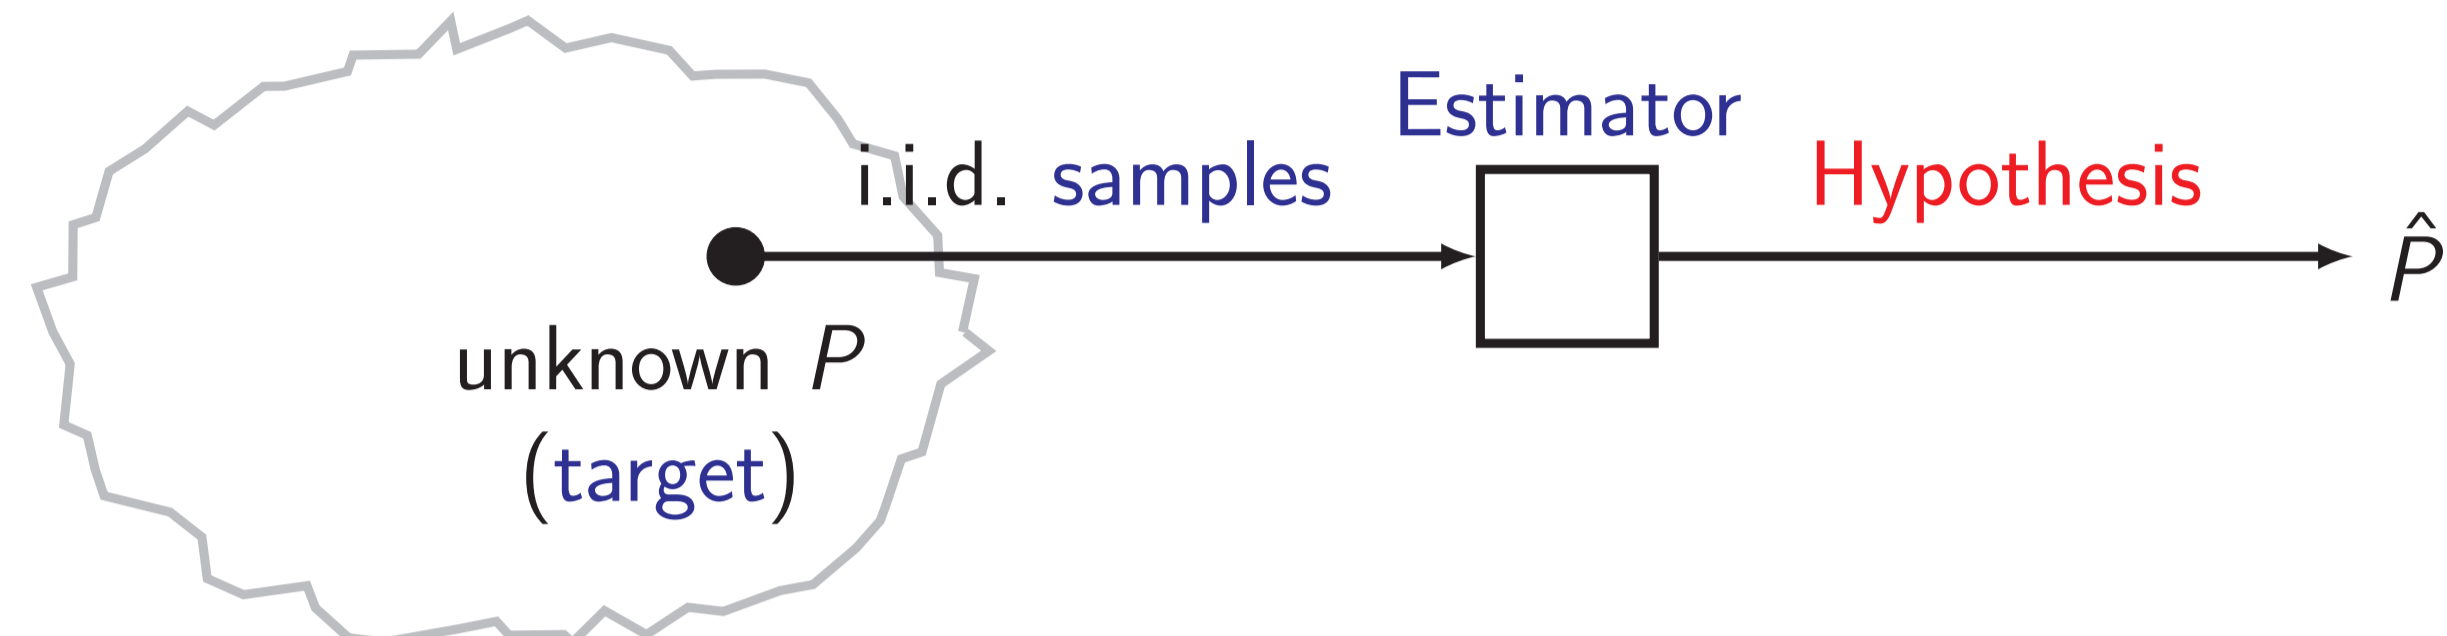 Estimator
i.i.d. samples
Hypothesis
P̂
unknown P
(target)